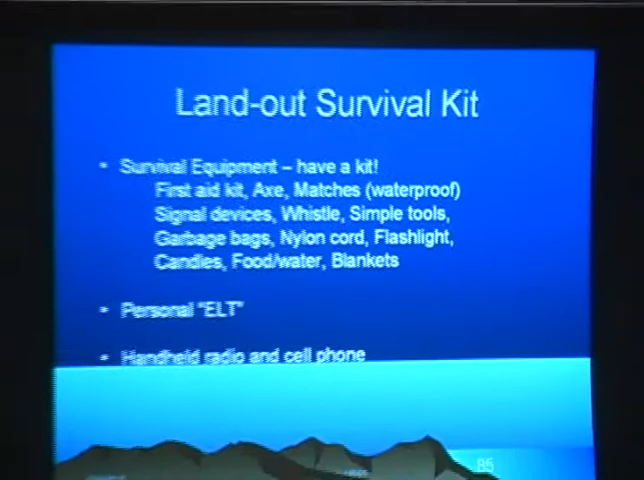 Land-out Survival Kit
• Survival Equipment – have a kit!
First aid kit, Axe, Matches (waterproof)
Signal devices, Whistle, Simple tools,
Garbage bags, Nylon cord, Flashlight,
Candles, Food/water, Blankets
• Personal "ELT"
• Handheld radio and cell phone
85